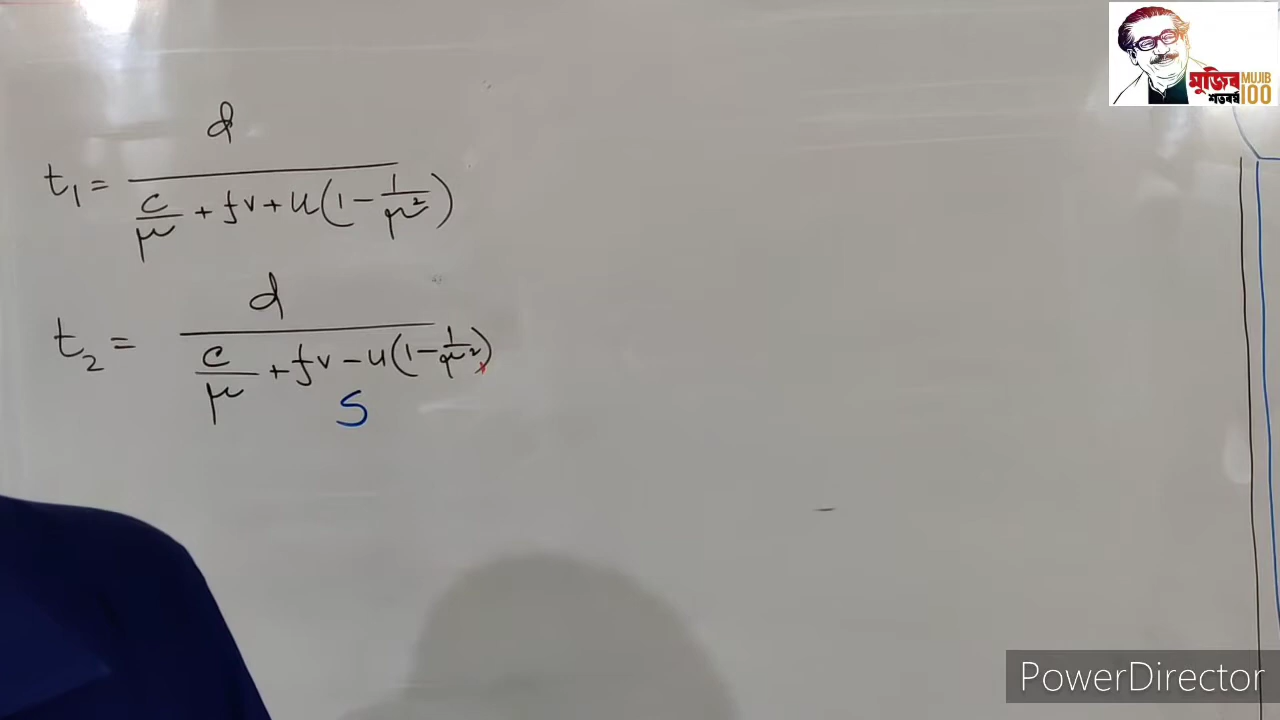 মুজিব MUJIB
শতবর্ষ 100
t₁ = d / (c/μ + fv + u(1 − 1/μ²))
t₂ = d / (c/μ + fv − u(1 − 1/μ²))
S
PowerDirector